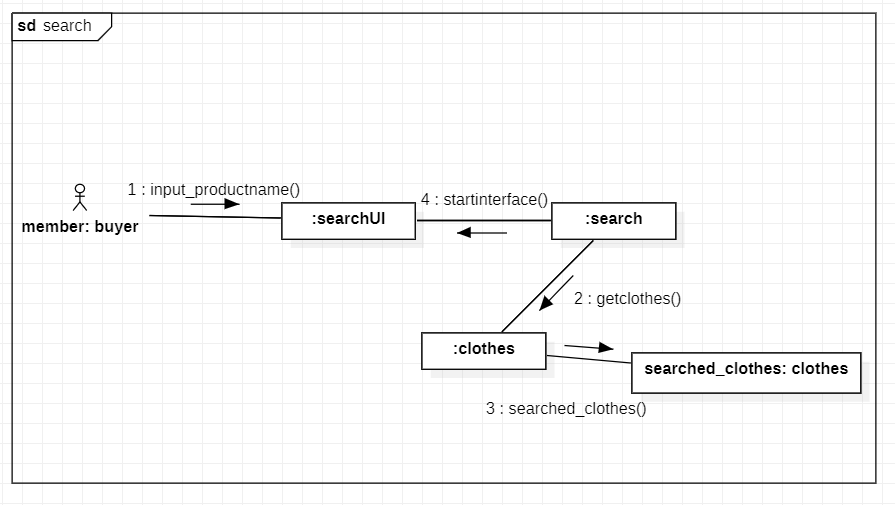 sd search
1 : input_productname()
4 : startinterface()
member: buyer
:searchUI
:search
2 : getclothes()
:clothes
searched_clothes: clothes
3 : searched_clothes()